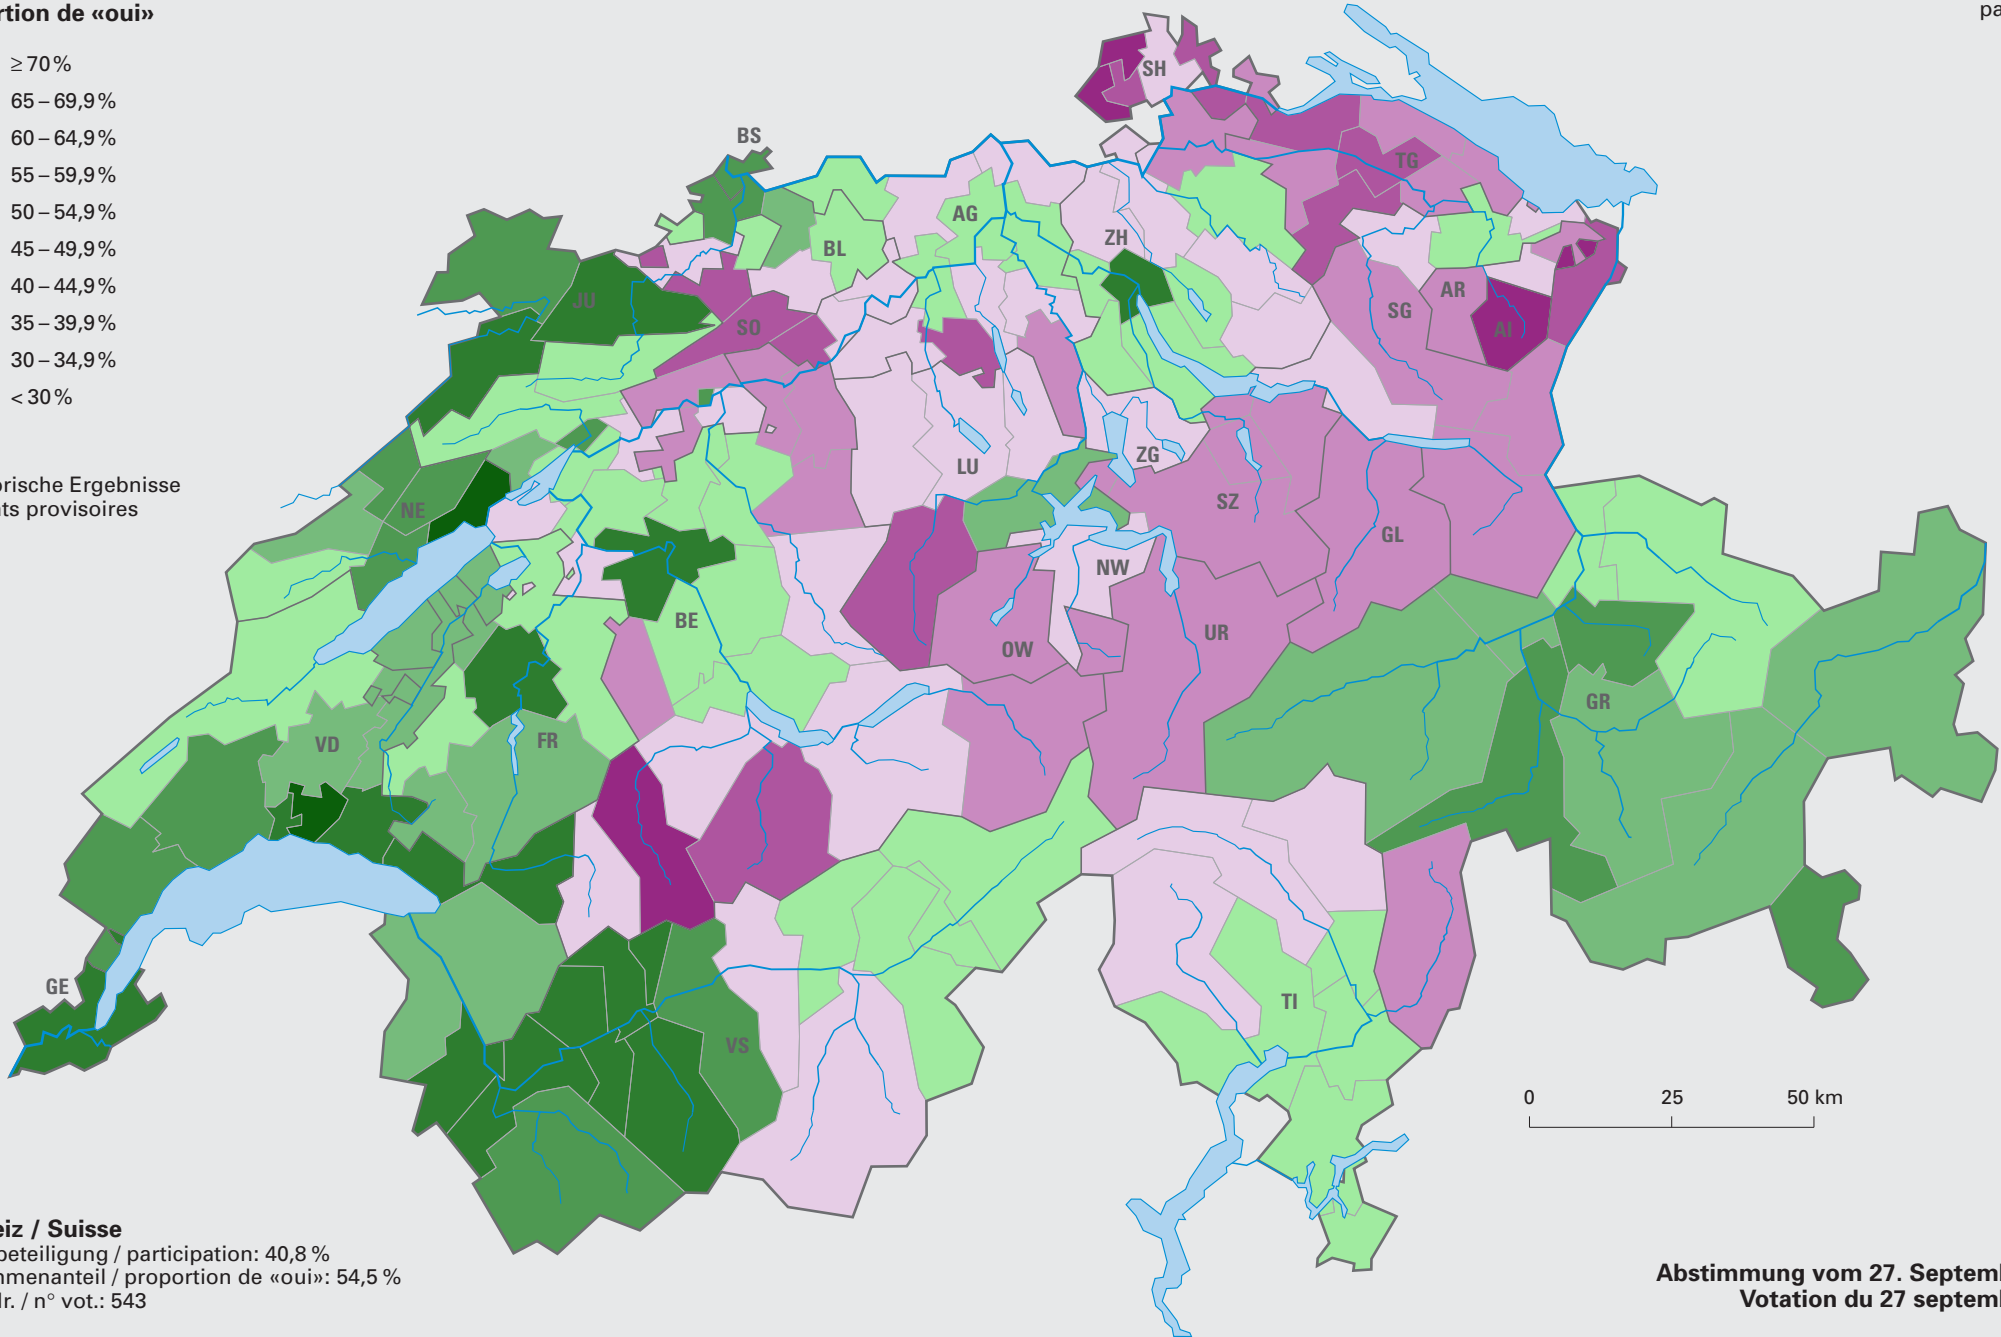 rtion de «oui»
pa
≥ 70 %
65 – 69,9 %
60 – 64,9 %
55 – 59,9 %
50 – 54,9 %
45 – 49,9 %
40 – 44,9 %
35 – 39,9 %
30 – 34,9 %
< 30 %
orische Ergebnisse
ats provisoires
SH
BS
TG
AG
ZH
BL
AR
SG
AI
JU
SO
ZG
LU
SZ
NE
GL
NW
BE
UR
OW
GR
FR
VD
GE
TI
VS
0 25 50 km
eiz / Suisse
beteiligung / participation: 40,8 %
mmenanteil / proportion de «oui»: 54,5 %
Nr. / n° vot.: 543
Abstimmung vom 27. Septemb
Votation du 27 septemb